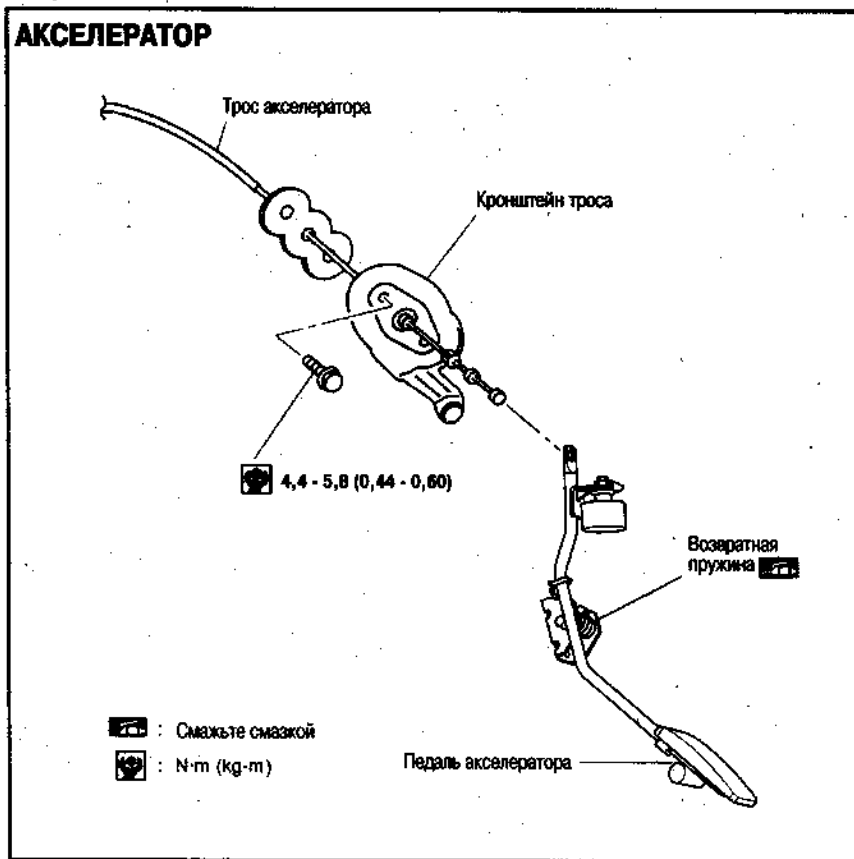 АКСЕЛЕРАТОР
Трос акселератора
Кронштейн троса
4,4 - 5,8 (0,44 - 0,60)
Возвратная
пружина
: Смажьте смазкой
: N·m (kg-m)
Педаль акселератора